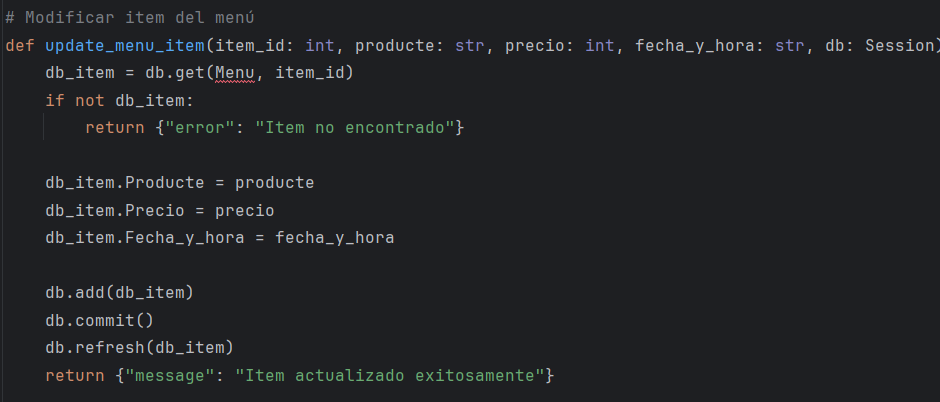 # Modificar item del menú
def update_menu_item(item_id: int, producte: str, precio: int, fecha_y_hora: str, db: Session)
    db_item = db.get(Menu, item_id)
    if not db_item:
        return {"error": "Item no encontrado"}
    db_item.Producte = producte
    db_item.Precio = precio
    db_item.Fecha_y_hora = fecha_y_hora
    db.add(db_item)
    db.commit()
    db.refresh(db_item)
    return {"message": "Item actualizado exitosamente"}